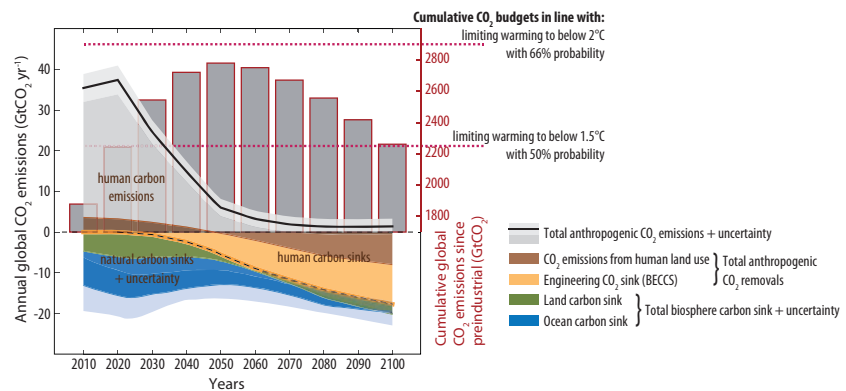 Cumulative CO₂ budgets in line with:
limiting warming to below 2°C
with 66% probability
limiting warming to below 1.5°C
with 50% probability
Annual global CO₂ emissions (GtCO₂ yr⁻¹)
40
30
20
10
0
-10
-20
2800
2600
2400
2200
2000
1800
1700
Cumulative global
CO₂ emissions since
preindustrial (GtCO₂)
human carbon
emissions
natural carbon sinks
+ uncertainty
human carbon sinks
2010 2020 2030 2040 2050 2060 2070 2080 2090 2100
Years
Total anthropogenic CO₂ emissions + uncertainty
CO₂ emissions from human land use
Engineering CO₂ sink (BECCS)
} Total anthropogenic
CO₂ removals
Land carbon sink
Ocean carbon sink
} Total biosphere carbon sink + uncertainty